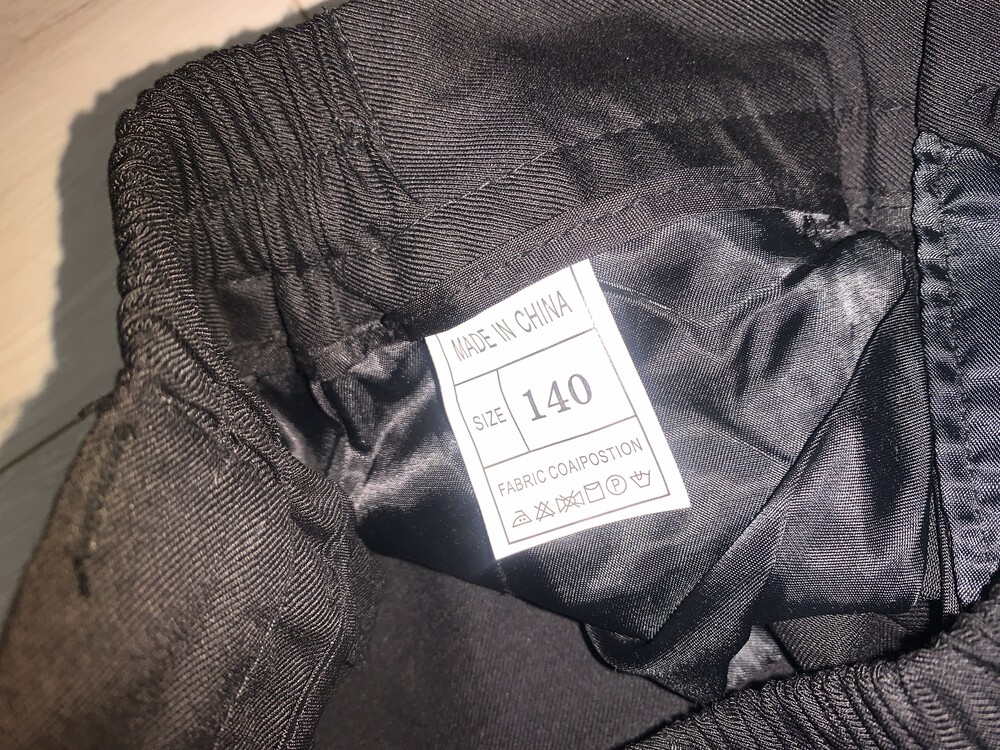 MADE IN CHINA
SIZE 140
FABRIC COAIPOSTION
P